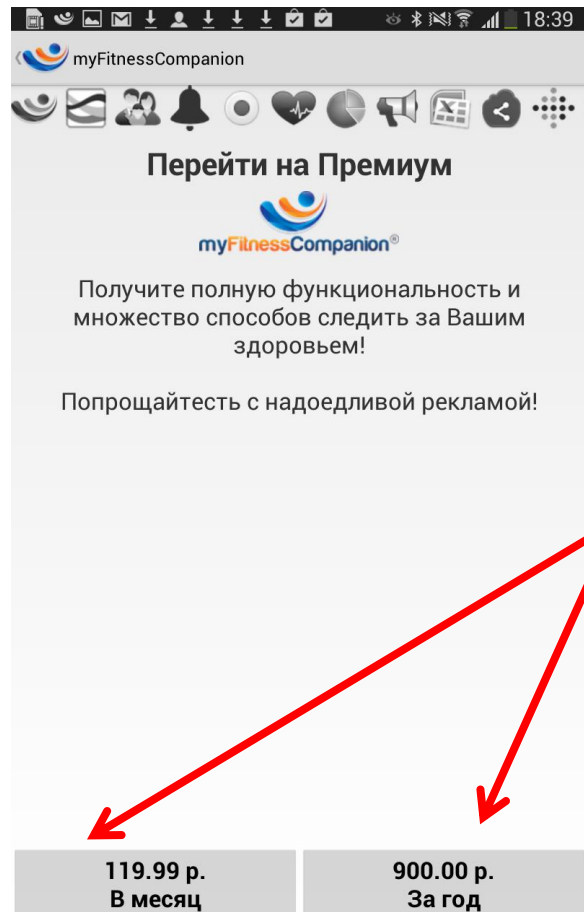 18:39
myFitnessCompanion
Перейти на Премиум
myFitnessCompanion®
Получите полную функциональность и
множество способов следить за Вашим
здоровьем!
Попрощайтесть с надоедливой рекламой!
119.99 р.
В месяц
900.00 р.
За год